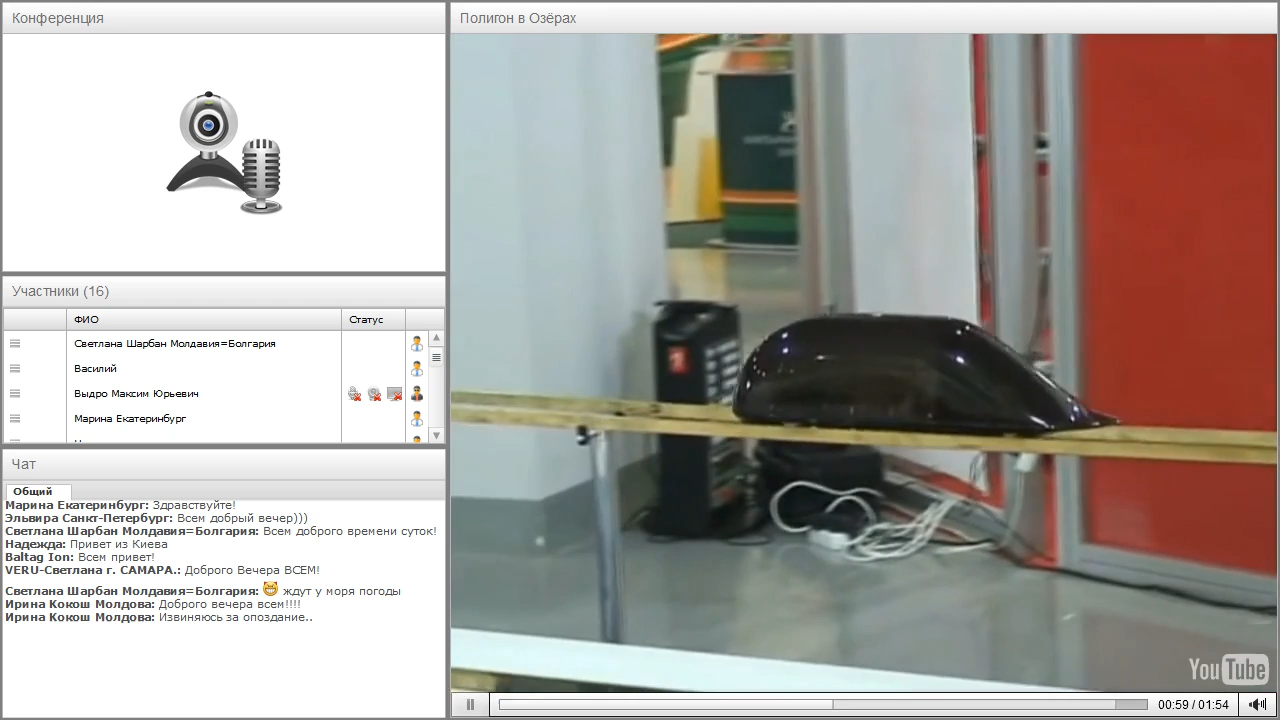 Конференция
Полигон в Озёрах
Участники (16)
ФИО
Статус
Светлана Шарбан Молдавия=Болгария
Василий
Выдро Максим Юрьевич
Марина Екатеринбург
Чат
Общий
Марина Екатеринбург: Здравствуйте!
Эльвира Санкт-Петербург: Всем добрый вечер)))
Светлана Шарбан Молдавия=Болгария: Всем доброго времени суток!
Надежда: Привет из Киева
Baltag Ion: Всем привет!
VERU-Светлана г. САМАРА.: Доброго Вечера ВСЕМ!
Светлана Шарбан Молдавия=Болгария: ждут у моря погоды
Ирина Кокош Молдова: Доброго вечера всем!!!!
Ирина Кокош Молдова: Извиняюсь за опоздание..
YouTube
00:59 / 01:54